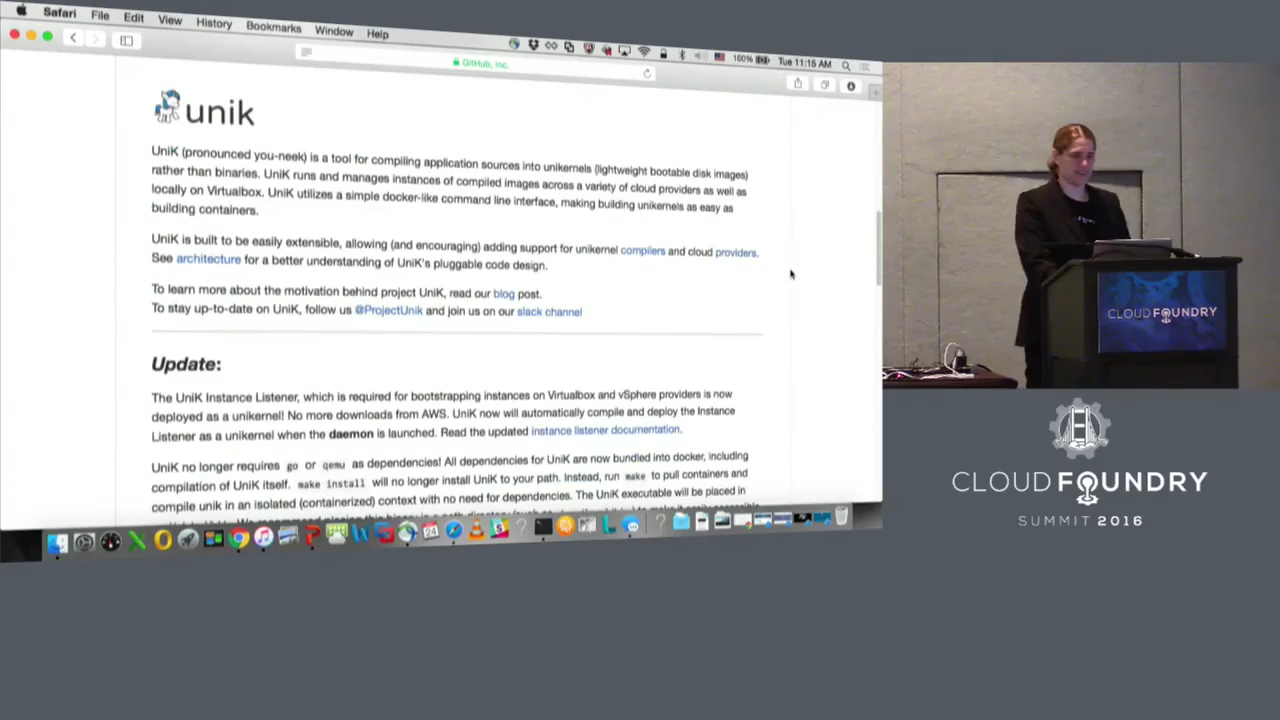 Safari File Edit View History Bookmarks Window Help
100% Tue 11:15 AM
GitHub, Inc.
unik
UniK (pronounced you-neek) is a tool for compiling application sources into unikernels (lightweight bootable disk images)
rather than binaries. UniK runs and manages instances of compiled images across a variety of cloud providers as well as
locally on Virtualbox. UniK utilizes a simple docker-like command line interface, making building unikernels as easy as
building containers.
UniK is built to be easily extensible, allowing (and encouraging) adding support for unikernel compilers and cloud providers.
See architecture for a better understanding of UniK's pluggable code design.
To learn more about the motivation behind project UniK, read our blog post.
To stay up-to-date on UniK, follow us @ProjectUnik and join us on our slack channel
Update:
The UniK Instance Listener, which is required for bootstrapping instances on Virtualbox and vSphere providers is now
deployed as a unikernel! No more downloads from AWS. UniK now will automatically compile and deploy the Instance
Listener as a unikernel when the daemon is launched. Read the updated instance listener documentation.
UniK no longer requires go or qemu as dependencies! All dependencies for UniK are now bundled into docker, including
compilation of UniK itself. make install will no longer install UniK to your path. Instead, run make to pull containers and
compile unik in an isolated (containerized) context with no need for dependencies. The UniK executable will be placed in
CLOUD FOUNDRY
CLOUD FOUNDRY
SUMMIT 2016